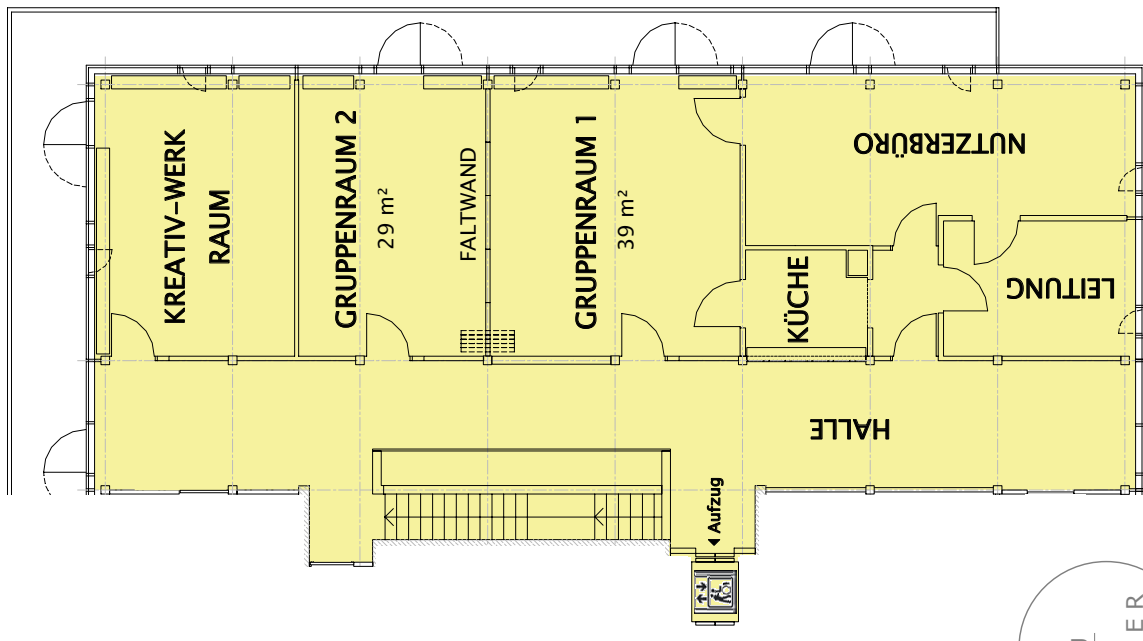 KREATIV-WERK
RAUM
GRUPPENRAUM 2
29 m²
FALTWAND
GRUPPENRAUM 1
39 m²
NUTZERBÜRO
KÜCHE
LEITUNG
HALLE
Aufzug